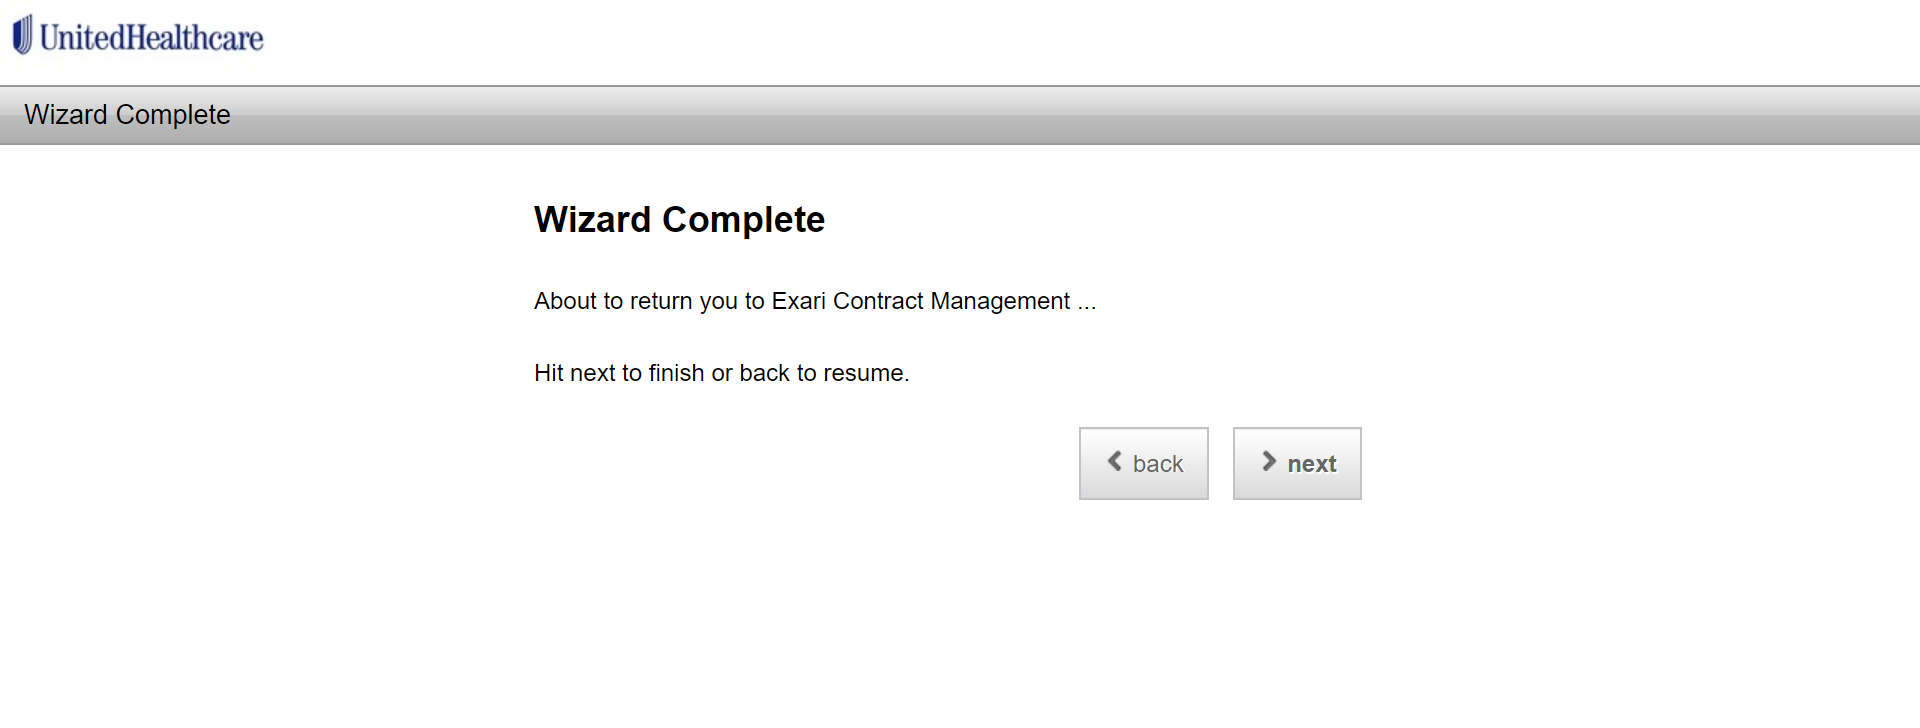 UnitedHealthcare
Wizard Complete
Wizard Complete
About to return you to Exari Contract Management ...
Hit next to finish or back to resume.
back next